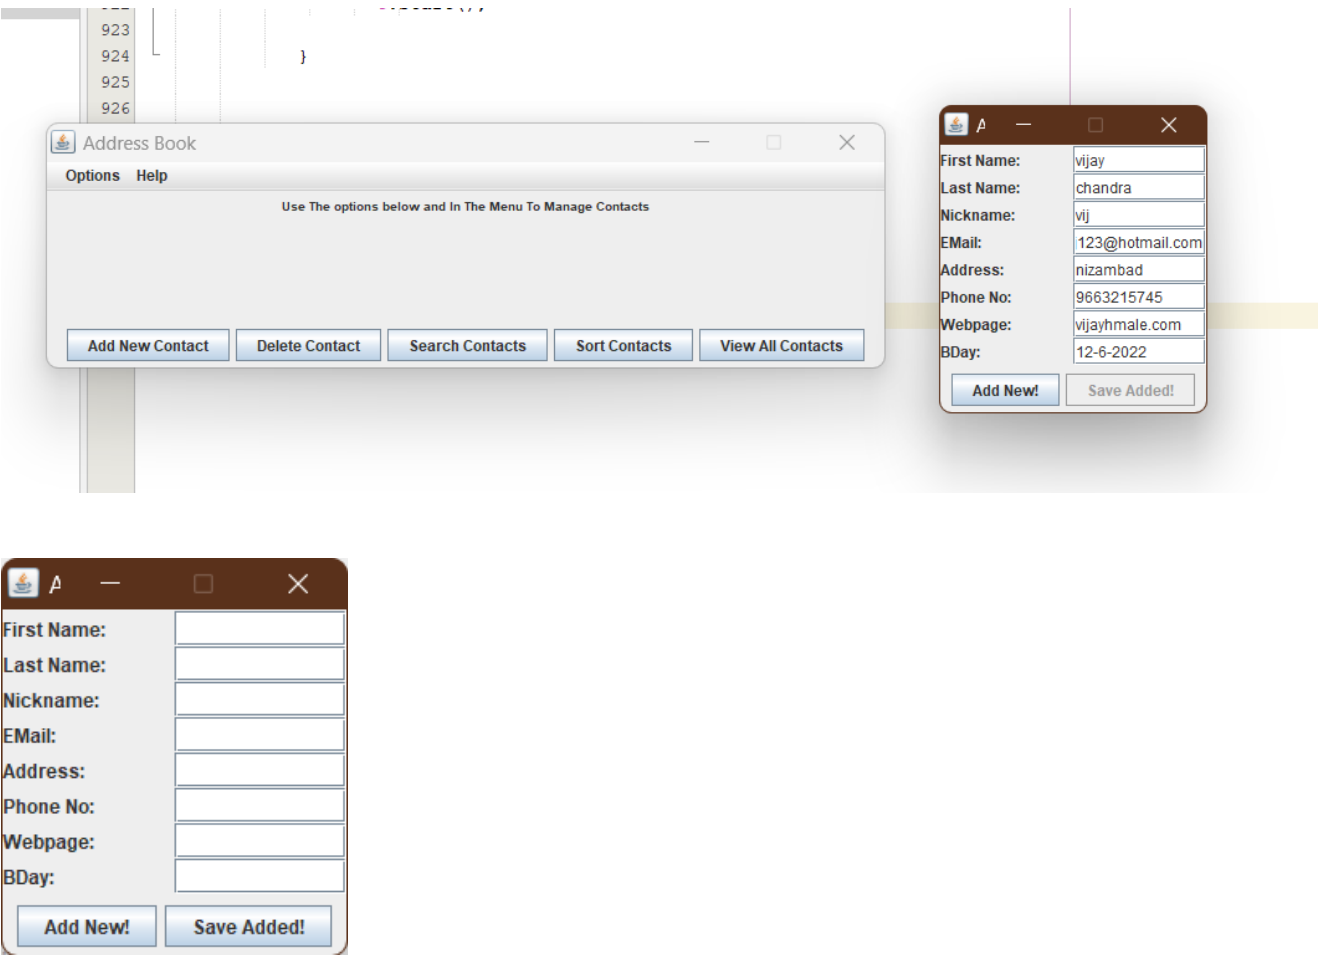 923
924 }
925
926
Address Book
Options Help
Use The options below and In The Menu To Manage Contacts
Add New Contact Delete Contact Search Contacts Sort Contacts View All Contacts
First Name: vijay
Last Name: chandra
Nickname: vij
EMail: 123@hotmail.com
Address: nizambad
Phone No: 9663215745
Webpage: vijayhmale.com
BDay: 12-6-2022
Add New! Save Added!
First Name:
Last Name:
Nickname:
EMail:
Address:
Phone No:
Webpage:
BDay:
Add New! Save Added!